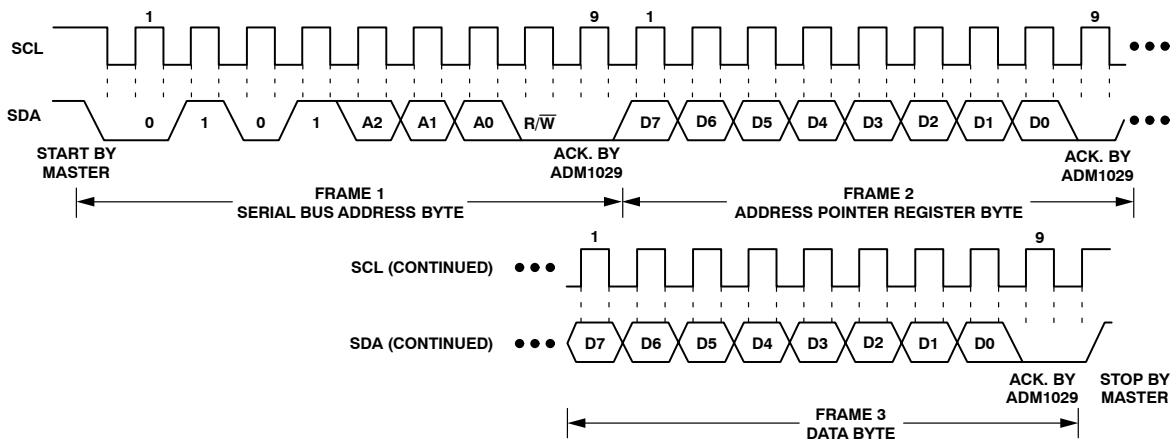 1 9 1 9
SCL
SDA 0 1 0 1 A2 A1 A0 R/W̅ D7 D6 D5 D4 D3 D2 D1 D0
START BY
MASTER
ACK. BY
ADM1029
ACK. BY
ADM1029
FRAME 1
SERIAL BUS ADDRESS BYTE
FRAME 2
ADDRESS POINTER REGISTER BYTE
1 9
SCL (CONTINUED)
SDA (CONTINUED) D7 D6 D5 D4 D3 D2 D1 D0
ACK. BY
ADM1029
STOP BY
MASTER
FRAME 3
DATA BYTE